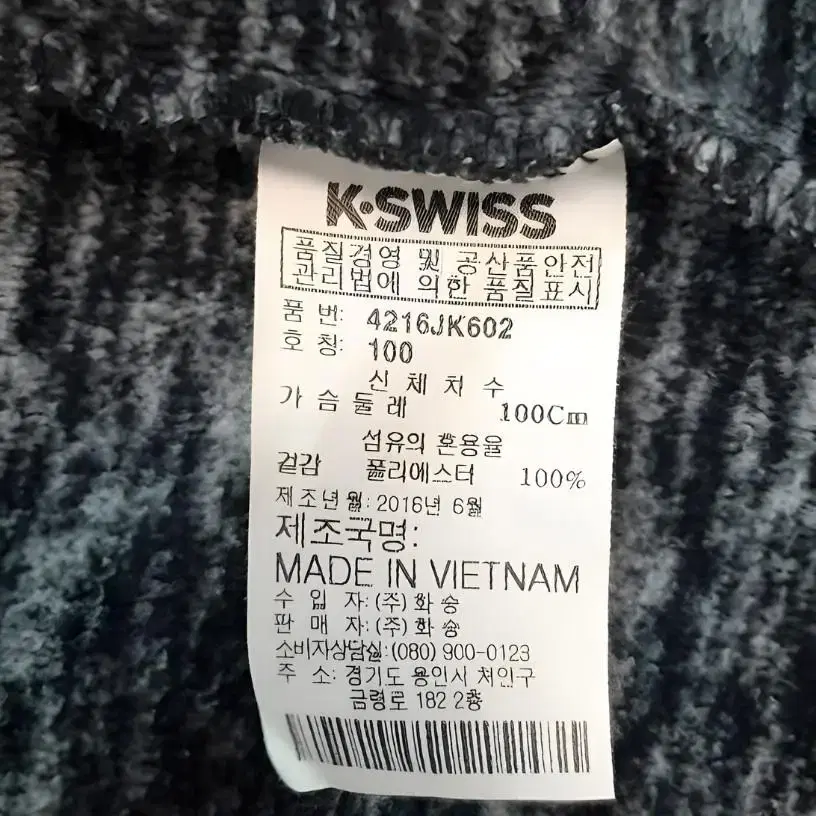 K·SWISS
품질경영 및 공산품안전
관리법에 의한 품질표시
품 번: 4216JK602
호 칭: 100
신 체 치 수
가 슴 둘 레 100Cm
섬유의 혼용율
겉감 폴리에스터 100%
제조년월: 2016년 6월
제조국명:
MADE IN VIETNAM
수 입 자: (주) 화 승
판 매 자: (주) 화 승
소비자상담실: (080) 900-0123
주 소: 경기도 용인시 처인구
금령로 182 2층